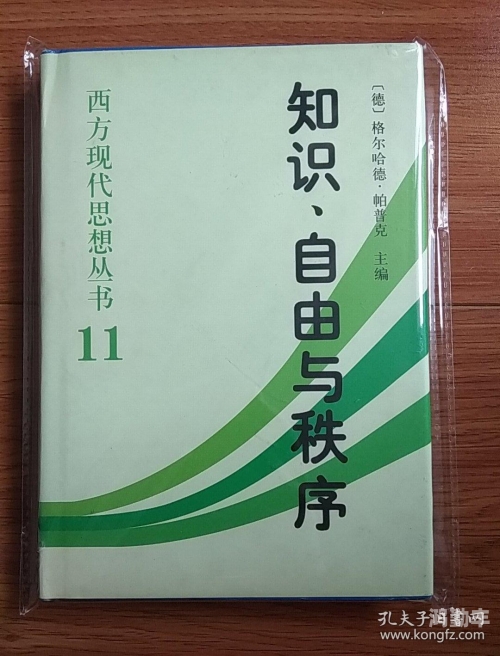 [德] 格尔哈德·帕普克 主编
知识、自由与秩序
西方现代思想丛书
11
孔夫子旧书网
www.kongfz.com